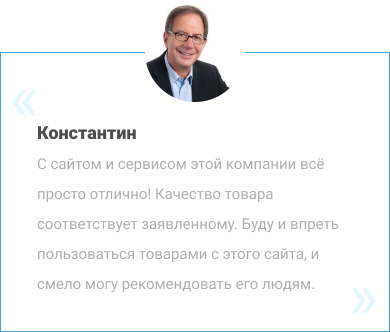 Константин
С сайтом и сервисом этой компании всё
просто отлично! Качество товара
соответствует заявленному. Буду и впреть
пользоваться товарами с этого сайта, и
смело могу рекомендовать его людям.